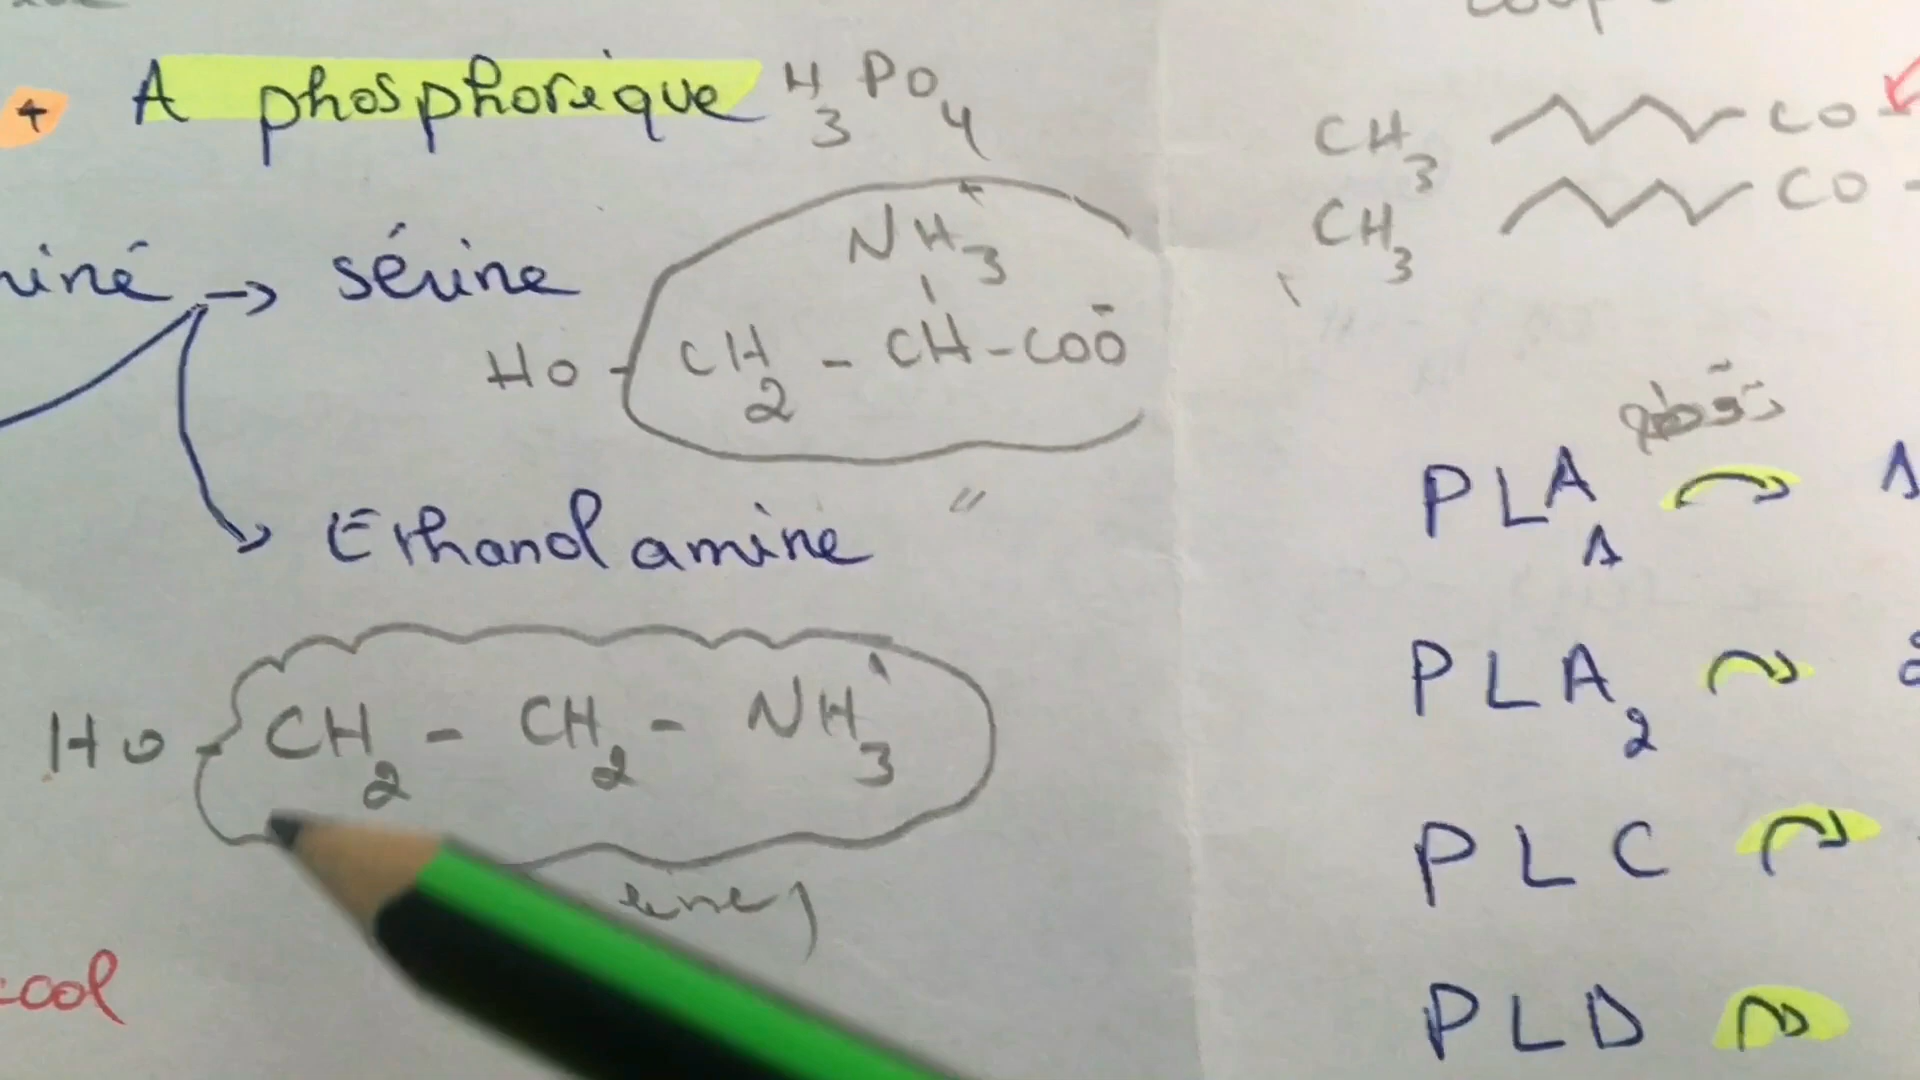 + A phosphorique H3PO4
CH3 CO
CH3 CO
miné → sérine
NH3+
HO - CH2 - CH - COO-
PLA1 1
Ethanolamine "
PLA2
HO - CH2 - CH2 - NH3+
PLC
col
PLD